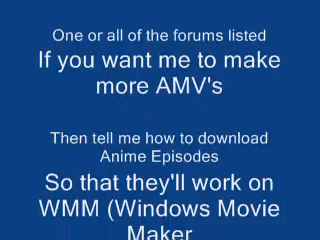 One or all of the forums listed
If you want me to make
more AMV's
Then tell me how to download
Anime Episodes
So that they'll work on
WMM (Windows Movie
Maker